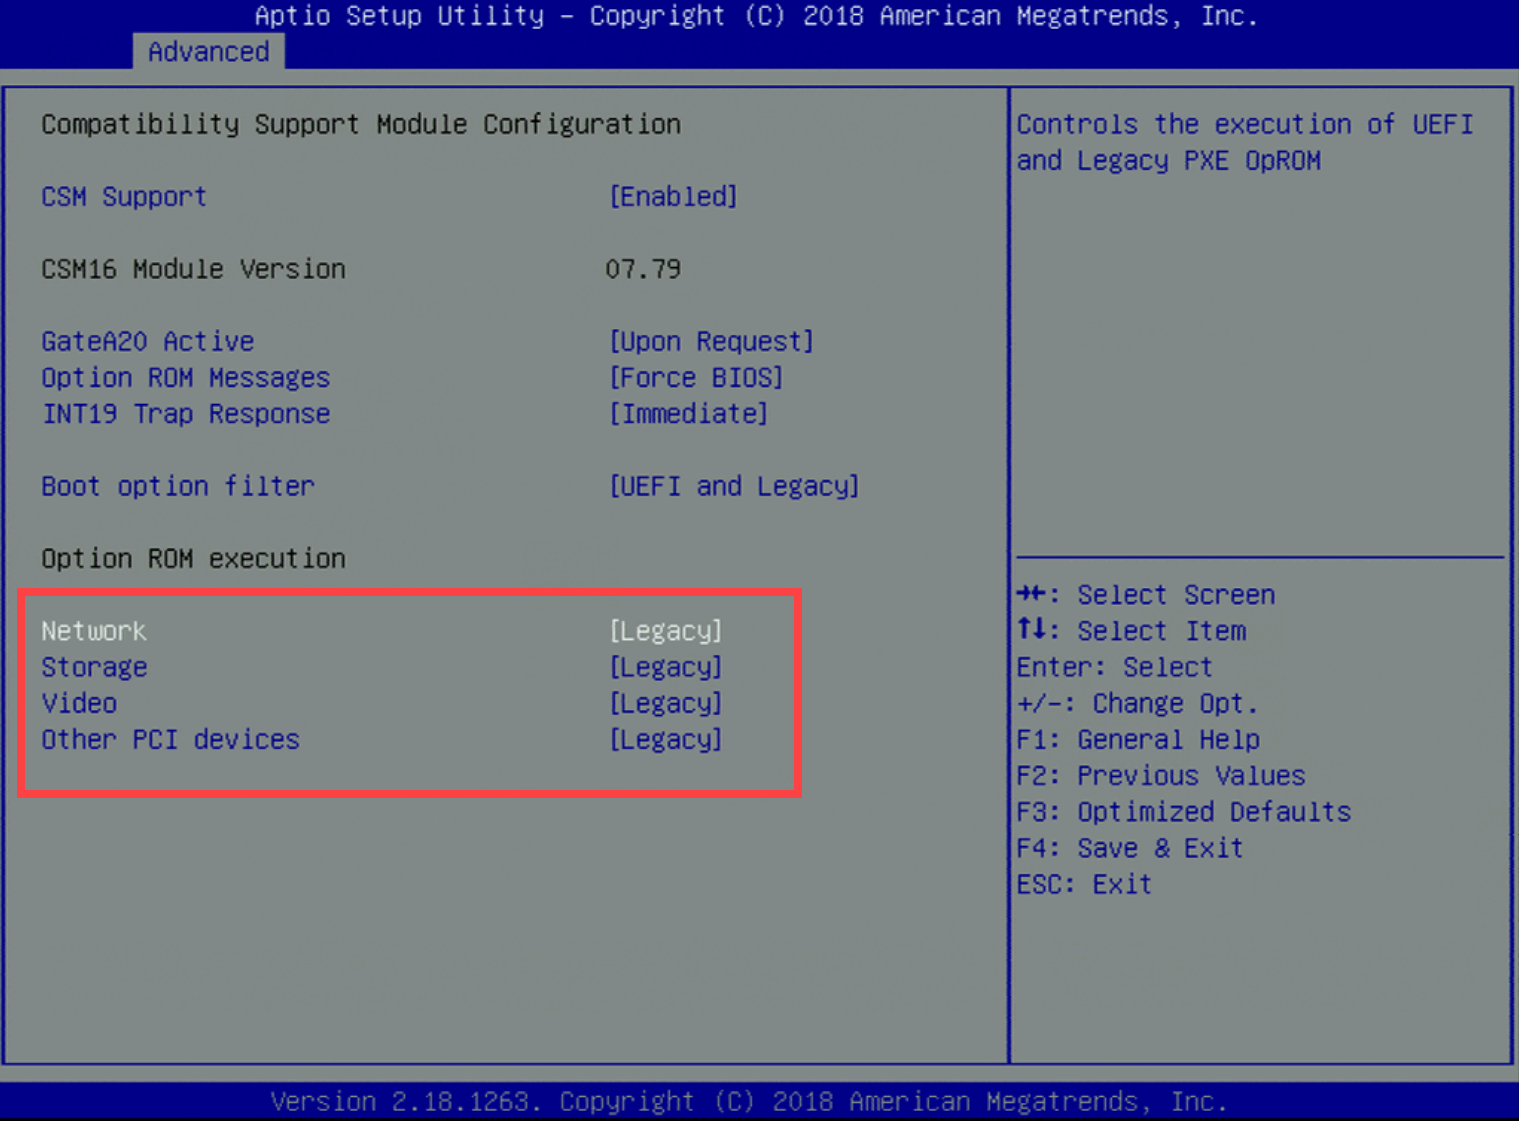 Aptio Setup Utility – Copyright (C) 2018 American Megatrends, Inc.
Advanced
Compatibility Support Module Configuration
CSM Support [Enabled]
CSM16 Module Version 07.79
GateA20 Active [Upon Request]
Option ROM Messages [Force BIOS]
INT19 Trap Response [Immediate]
Boot option filter [UEFI and Legacy]
Option ROM execution
Network [Legacy]
Storage [Legacy]
Video [Legacy]
Other PCI devices [Legacy]
Controls the execution of UEFI
and Legacy PXE OpROM
→←: Select Screen
↑↓: Select Item
Enter: Select
+/-: Change Opt.
F1: General Help
F2: Previous Values
F3: Optimized Defaults
F4: Save & Exit
ESC: Exit
Version 2.18.1263. Copyright (C) 2018 American Megatrends, Inc.